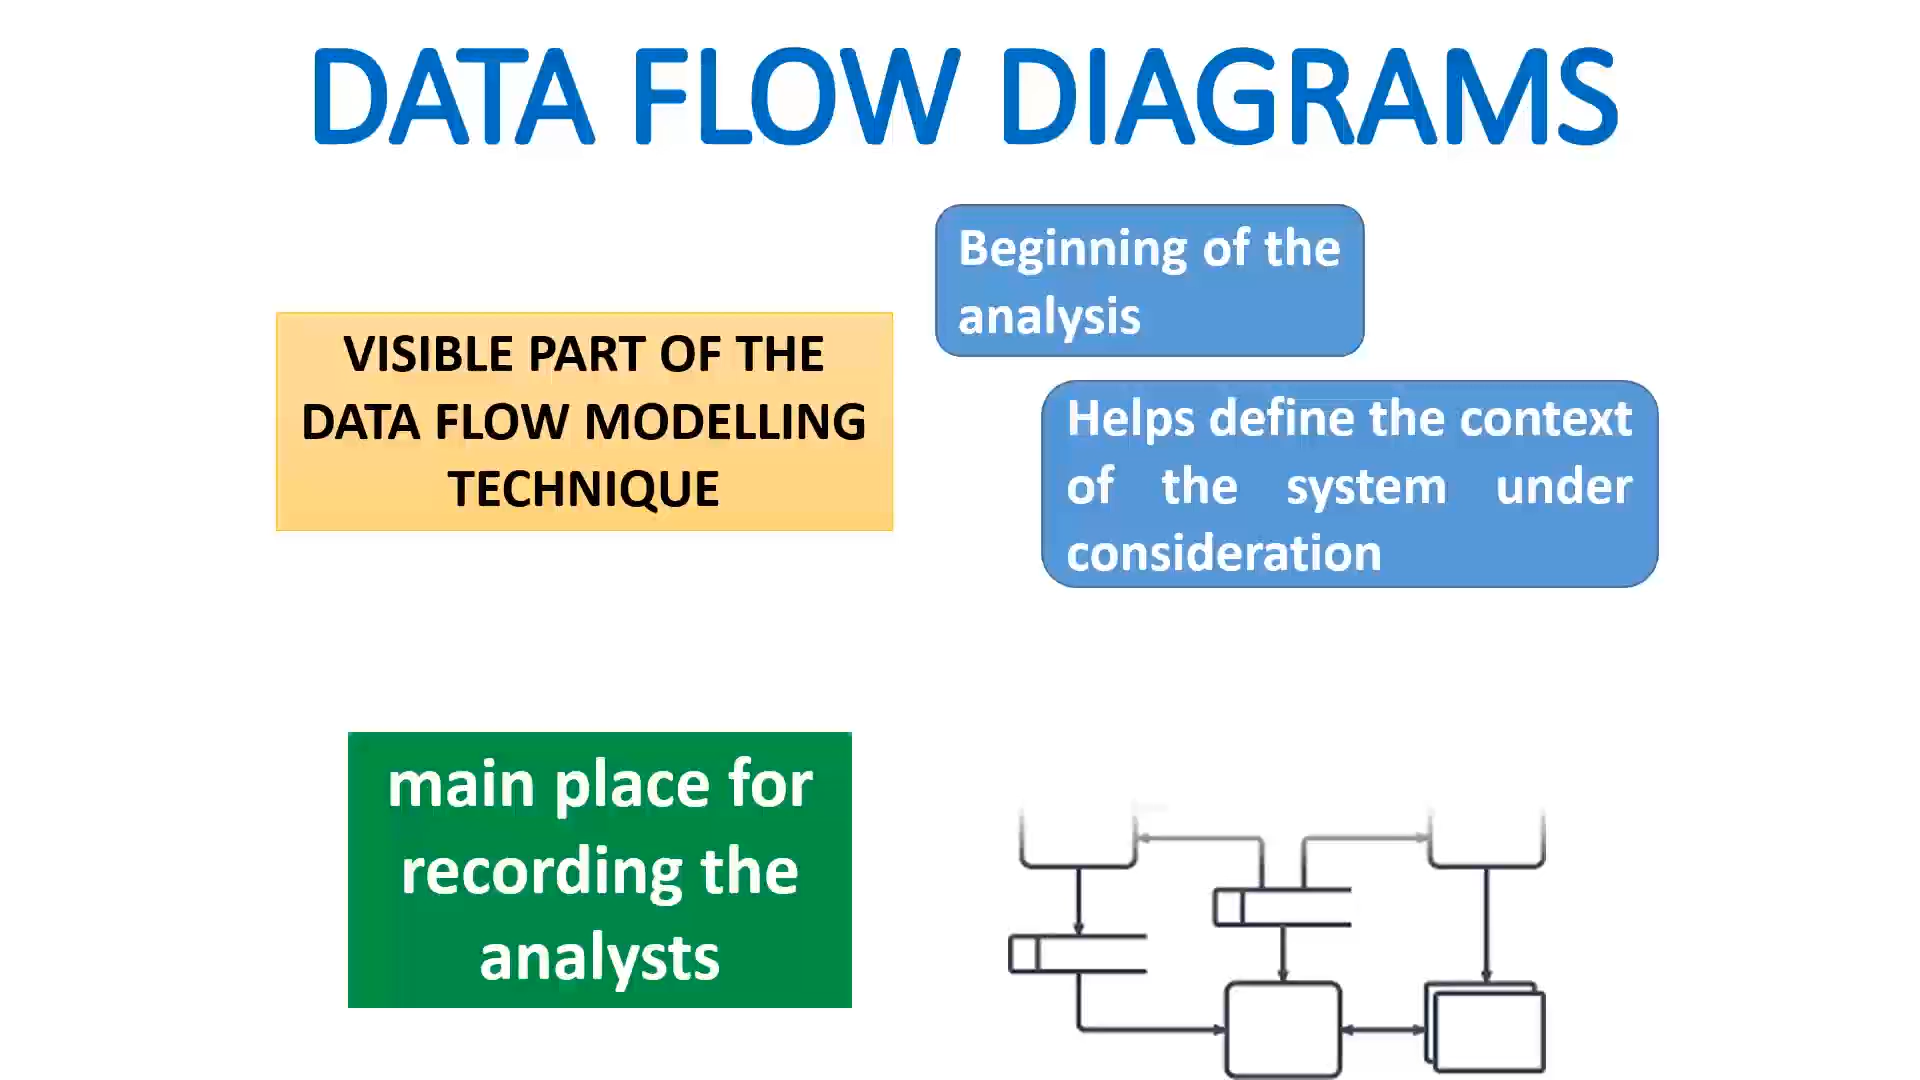 DATA FLOW DIAGRAMS
Beginning of the
analysis
VISIBLE PART OF THE
DATA FLOW MODELLING
TECHNIQUE
Helps define the context
of the system under
consideration
main place for
recording the
analysts